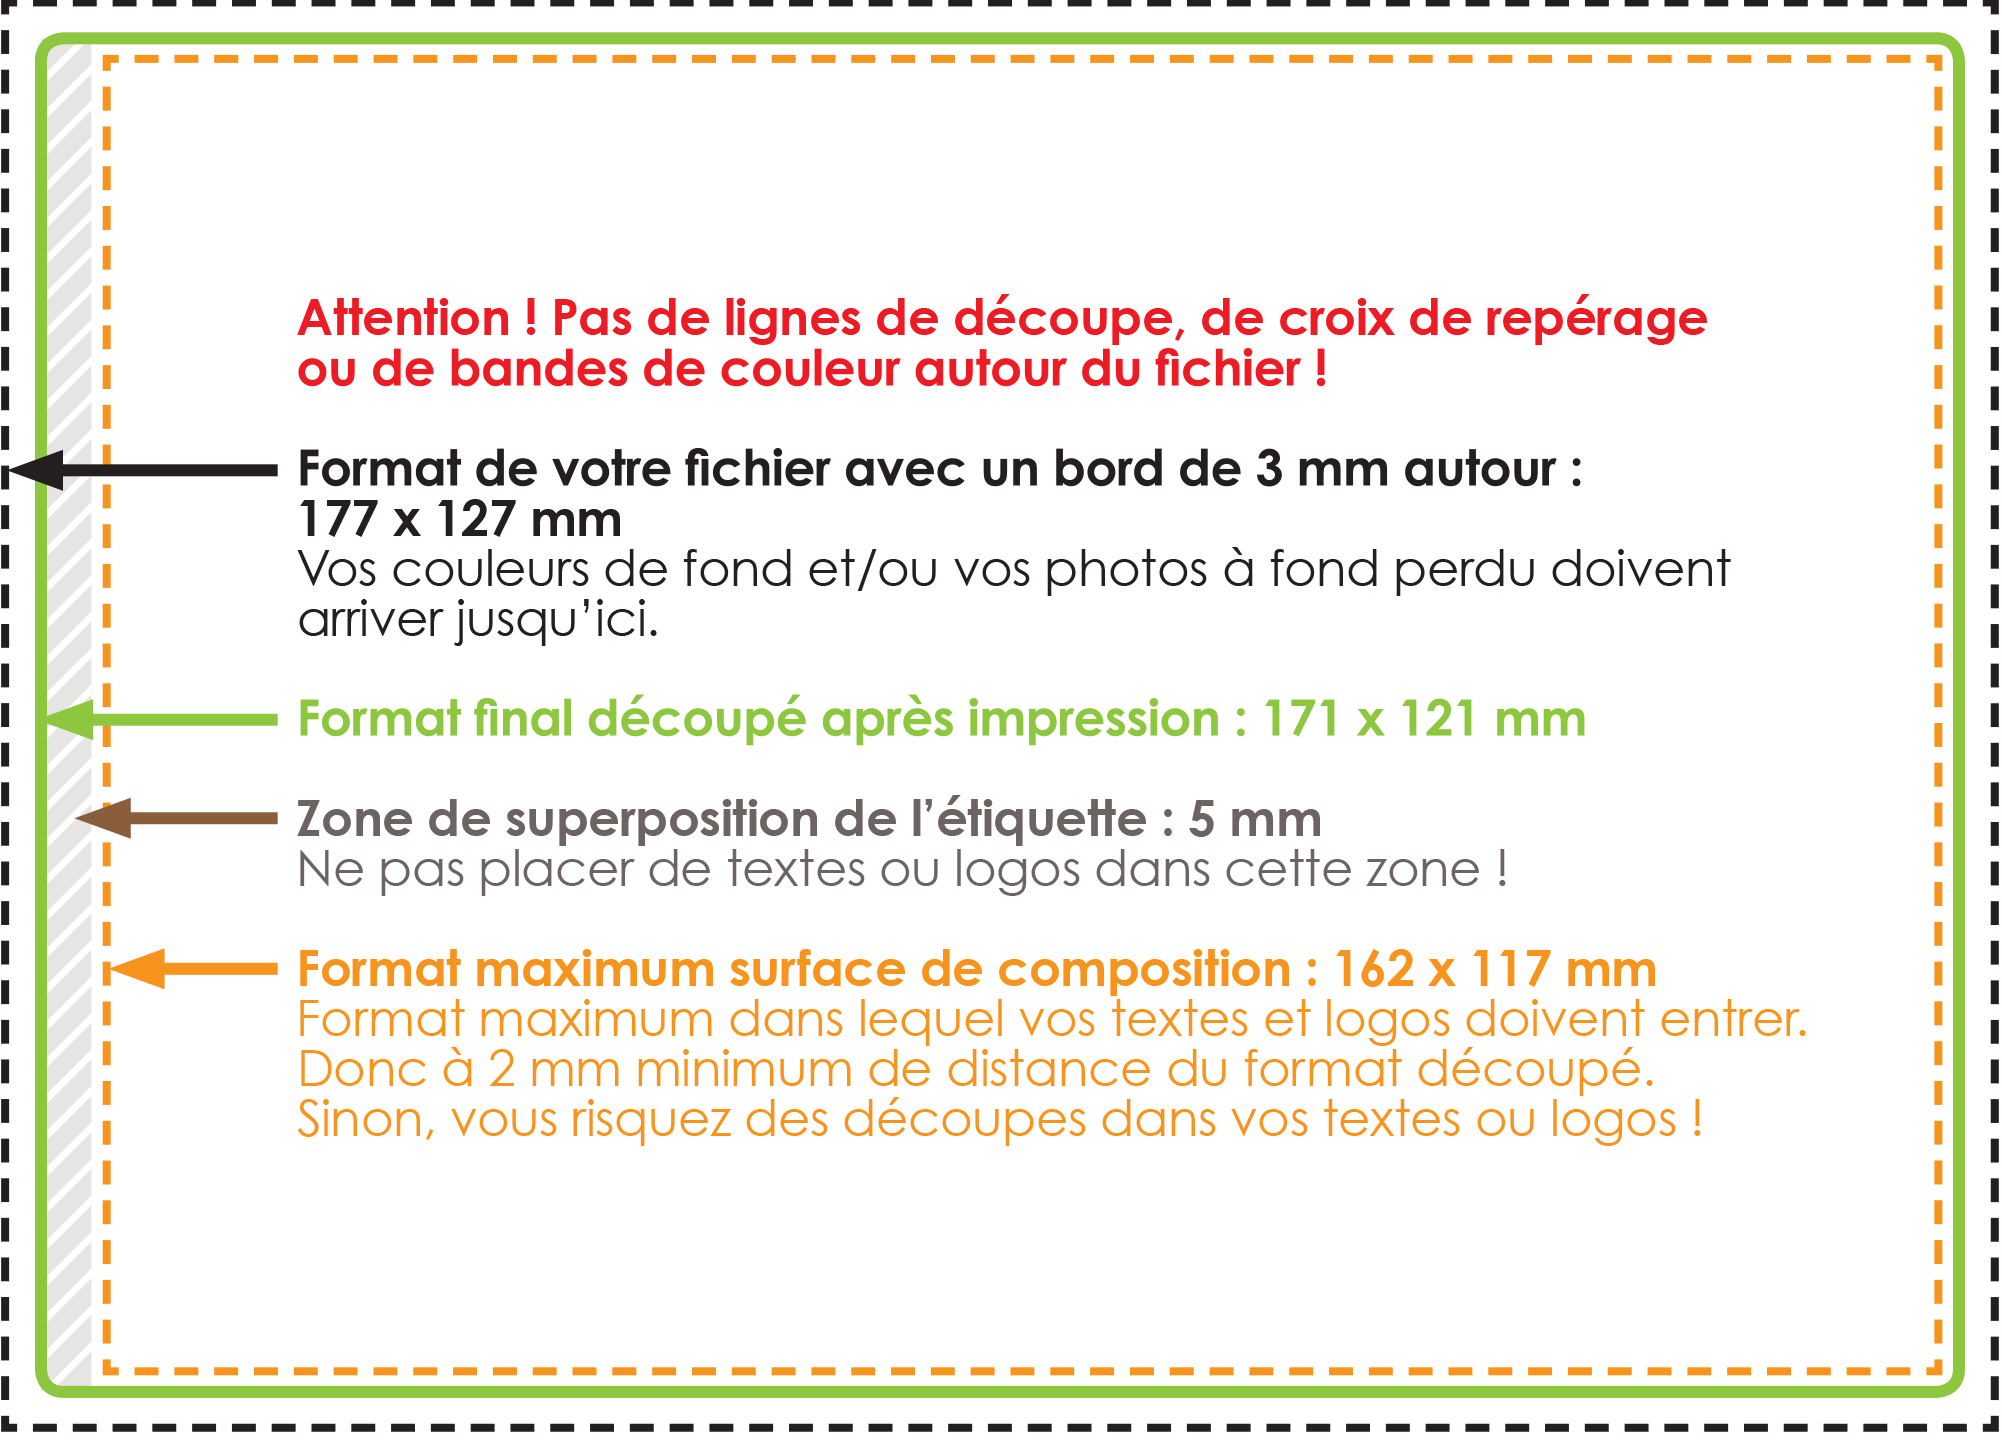 Attention ! Pas de lignes de découpe, de croix de repérage
ou de bandes de couleur autour du fichier !
Format de votre fichier avec un bord de 3 mm autour :
177 x 127 mm
Vos couleurs de fond et/ou vos photos à fond perdu doivent
arriver jusqu’ici.
Format final découpé après impression : 171 x 121 mm
Zone de superposition de l’étiquette : 5 mm
Ne pas placer de textes ou logos dans cette zone !
Format maximum surface de composition : 162 x 117 mm
Format maximum dans lequel vos textes et logos doivent entrer.
Donc à 2 mm minimum de distance du format découpé.
Sinon, vous risquez des découpes dans vos textes ou logos !